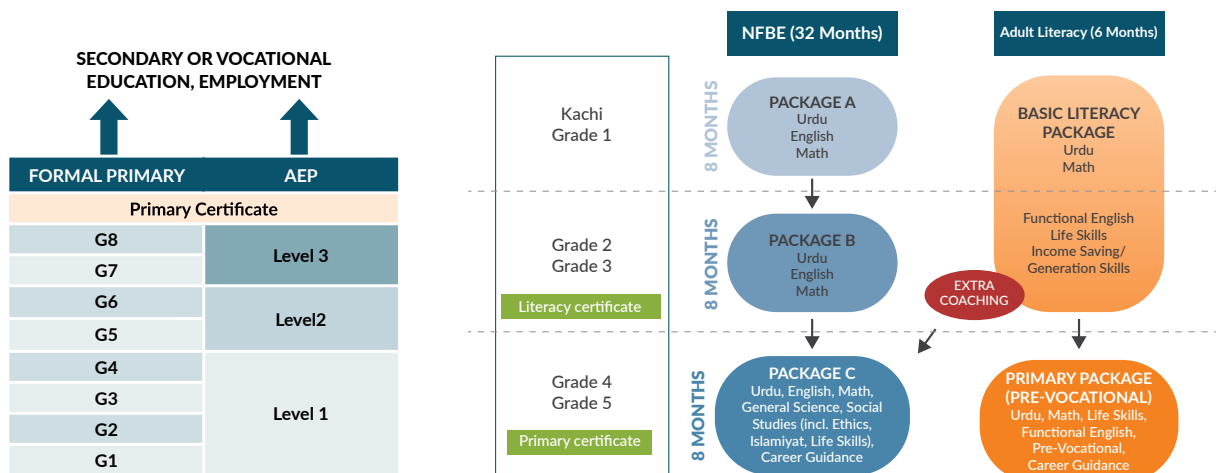 SECONDARY OR VOCATIONAL
EDUCATION, EMPLOYMENT
FORMAL PRIMARY
AEP
Primary Certificate
G8
G7
Level 3
G6
G5
Level2
G4
G3
G2
G1
Level 1
NFBE (32 Months)
Adult Literacy (6 Months)
Kachi
Grade 1
8 MONTHS
PACKAGE A
Urdu
English
Math
BASIC LITERACY
PACKAGE
Urdu
Math
Grade 2
Grade 3
Literacy certificate
8 MONTHS
PACKAGE B
Urdu
English
Math
Functional English
Life Skills
Income Saving/
Generation Skills
EXTRA
COACHING
Grade 4
Grade 5
Primary certificate
8 MONTHS
PACKAGE C
Urdu, English, Math,
General Science, Social
Studies (incl. Ethics,
Islamiyat, Life Skills),
Career Guidance
PRIMARY PACKAGE
(PRE-VOCATIONAL)
Urdu, Math, Life Skills,
Functional English,
Pre-Vocational,
Career Guidance